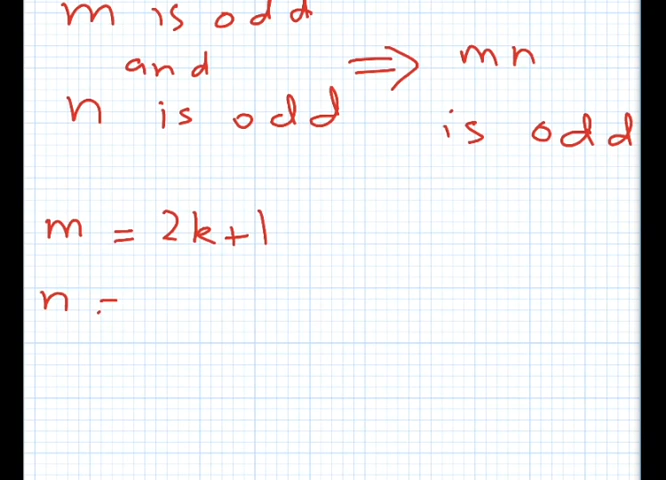 m is odd
and ⟹ mn
n is odd is odd
m = 2k+1
n =